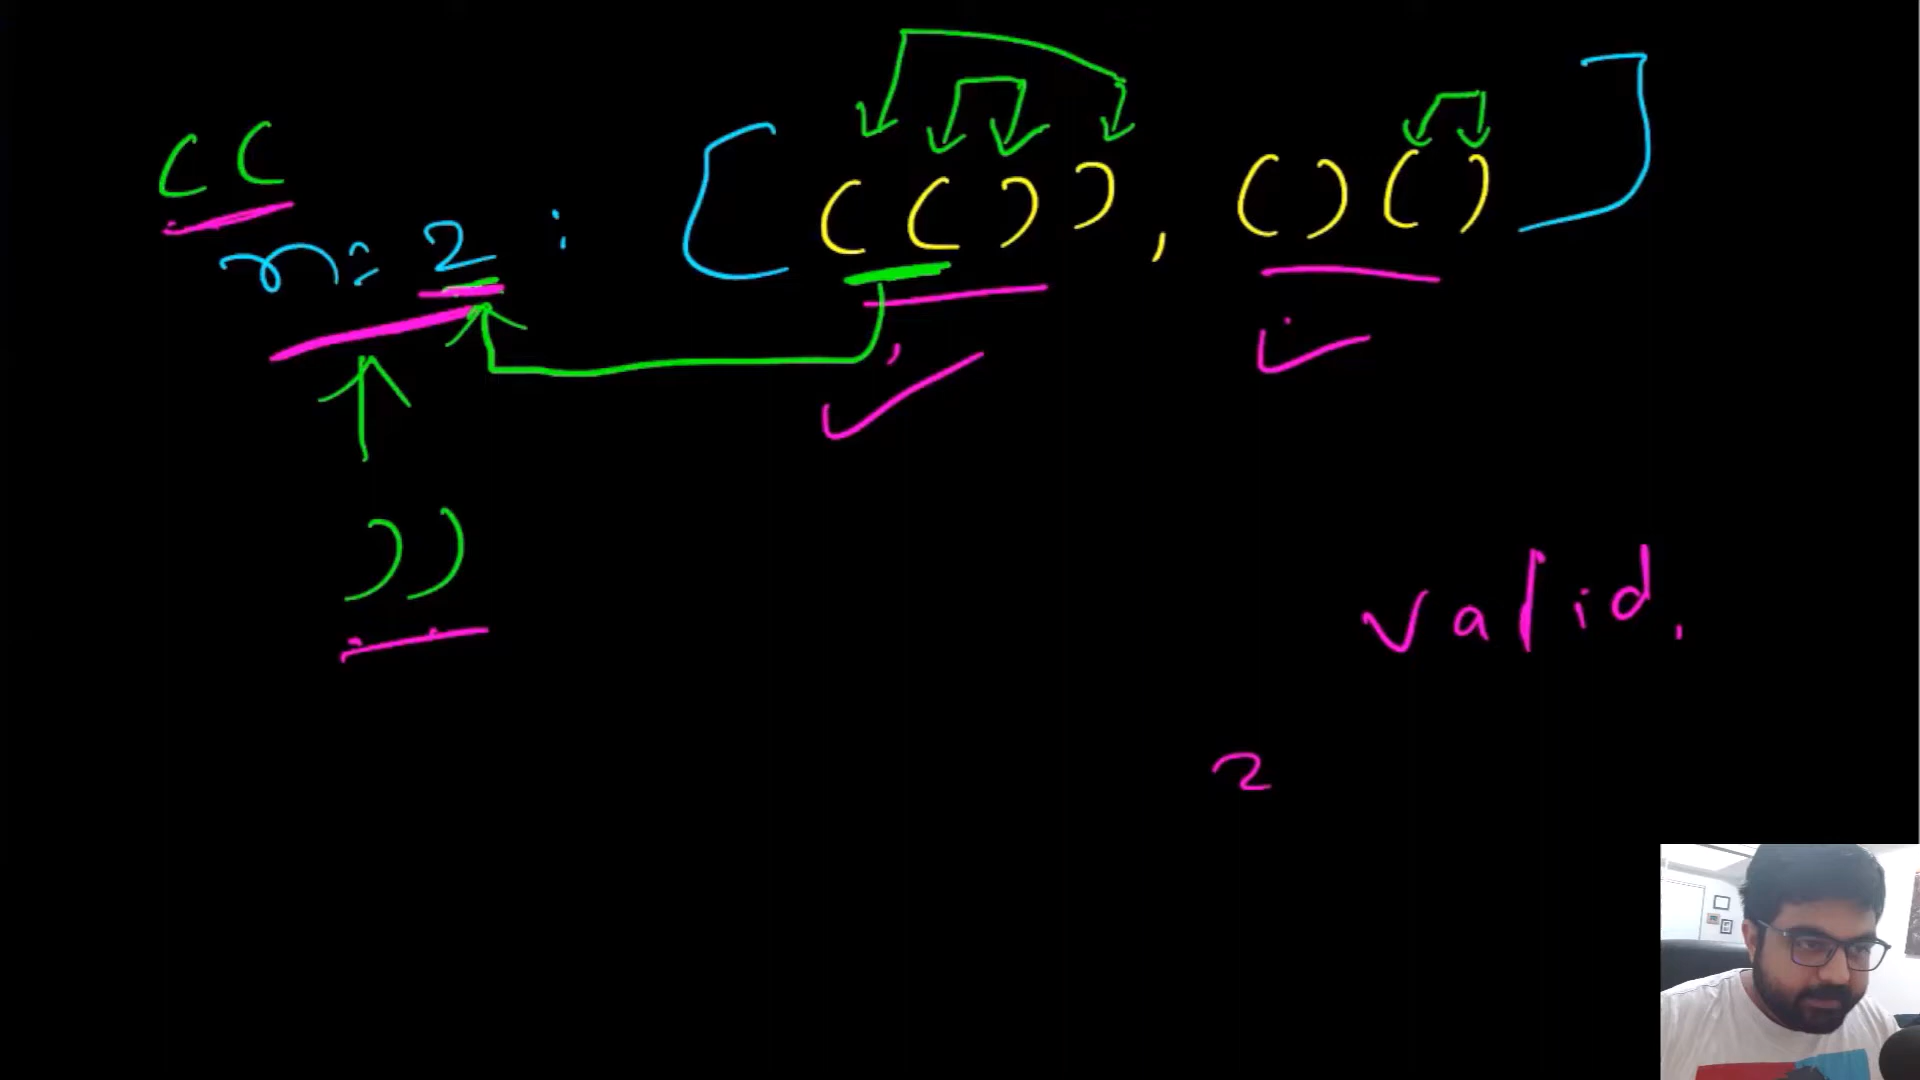 ((
n = 2 : [ (()) , ()() ]
))
valid.
2